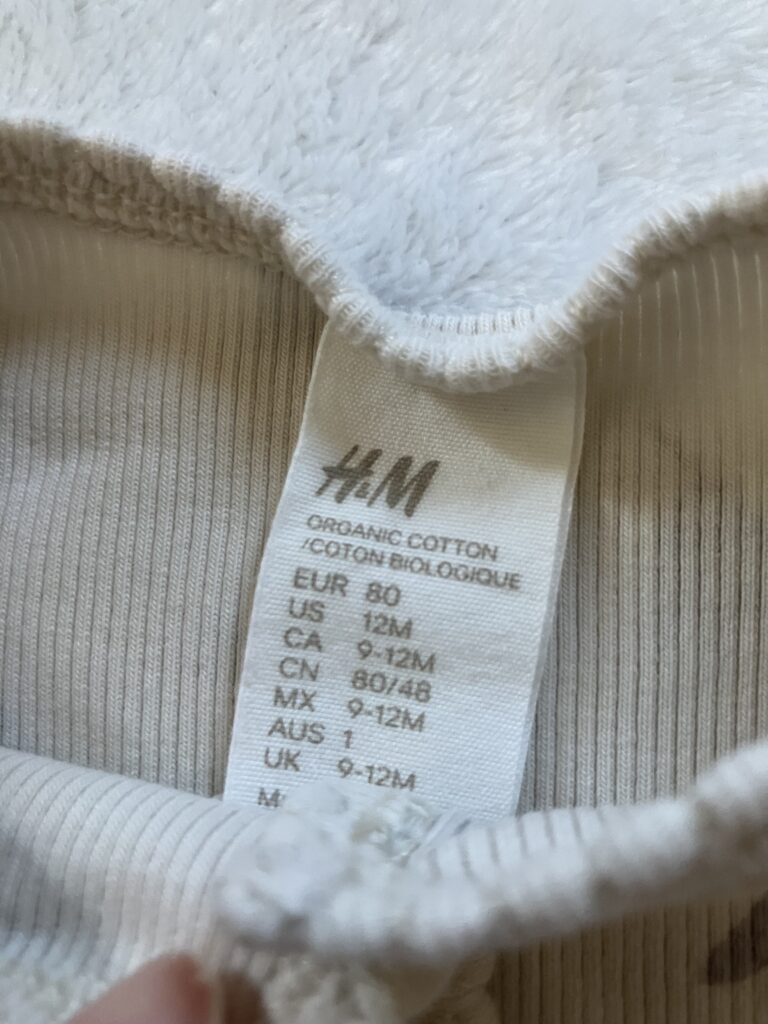 H&M
ORGANIC COTTON
/COTON BIOLOGIQUE
EUR 80
US 12M
CA 9-12M
CN 80/48
MX 9-12M
AUS 1
UK 9-12M